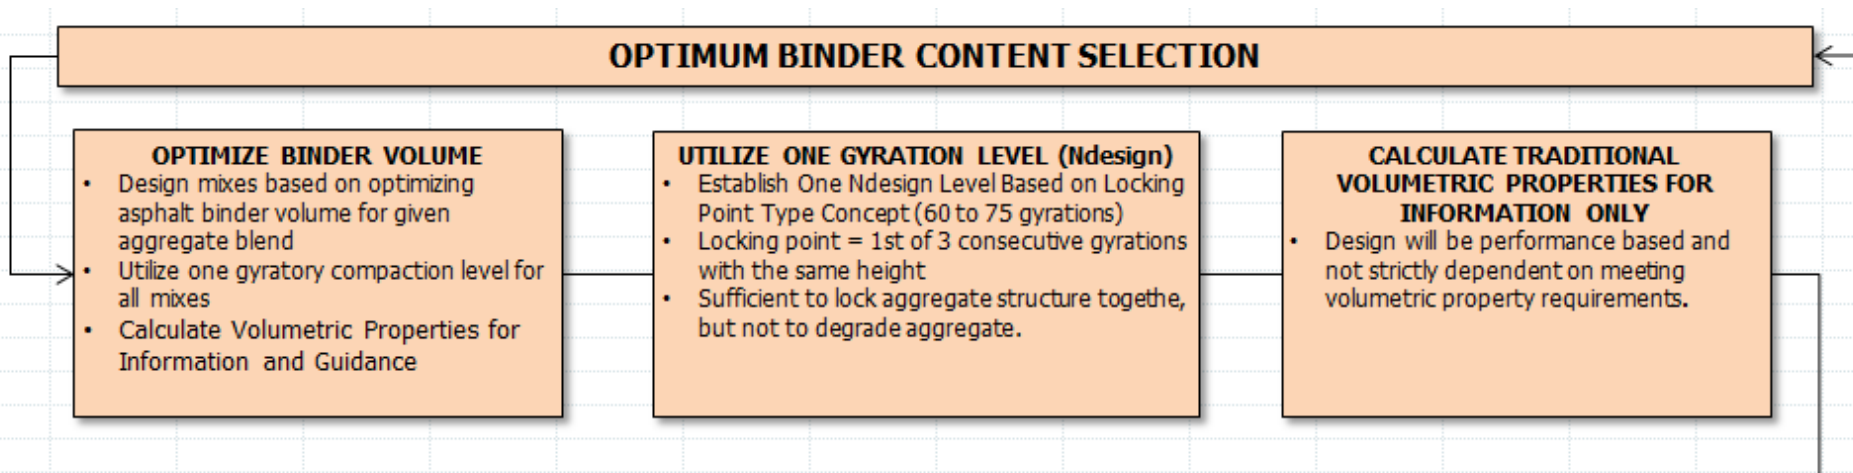 OPTIMUM BINDER CONTENT SELECTION
OPTIMIZE BINDER VOLUME
• Design mixes based on optimizing
asphalt binder volume for given
aggregate blend
• Utilize one gyratory compaction level for
all mixes
• Calculate Volumetric Properties for
Information and Guidance
UTILIZE ONE GYRATION LEVEL (Ndesign)
• Establish One Ndesign Level Based on Locking
Point Type Concept (60 to 75 gyrations)
• Locking point = 1st of 3 consecutive gyrations
with the same height
• Sufficient to lock aggregate structure togethe,
but not to degrade aggregate.
CALCULATE TRADITIONAL
VOLUMETRIC PROPERTIES FOR
INFORMATION ONLY
• Design will be performance based and
not strictly dependent on meeting
volumetric property requirements.